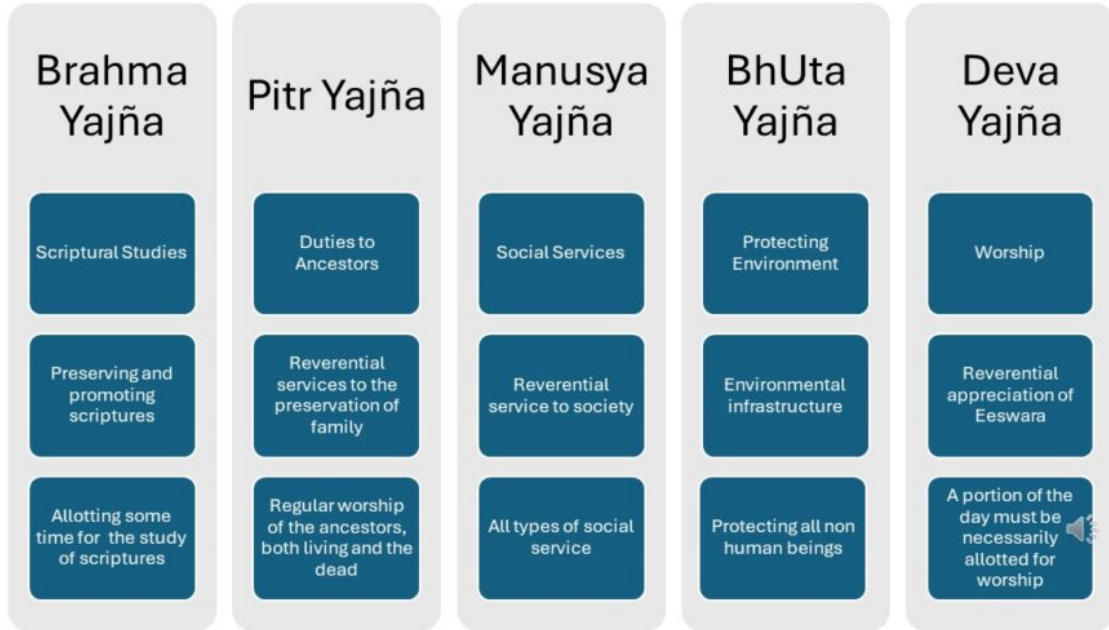 Brahma
Yajña
Scriptural Studies
Preserving and
promoting
scriptures
Allotting some
time for the study
of scriptures
Pitr Yajña
Duties to
Ancestors
Reverential
services to the
preservation of
family
Regular worship
of the ancestors,
both living and the
dead
Manusya
Yajña
Social Services
Reverential
service to society
All types of social
service
BhUta
Yajña
Protecting
Environment
Environmental
infrastructure
Protecting all non
human beings
Deva
Yajña
Worship
Reverential
appreciation of
Eeswara
A portion of the
day must be
necessarily
allotted for
worship